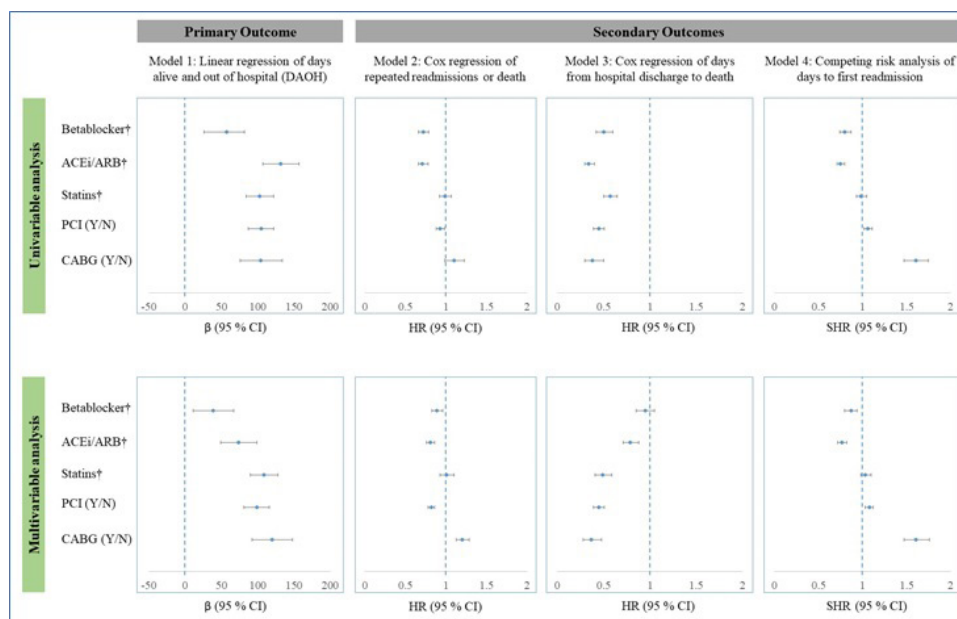 Primary Outcome
Secondary Outcomes
Model 1: Linear regression of days
alive and out of hospital (DAOH)
Model 2: Cox regression of
repeated readmissions or death
Model 3: Cox regression of days
from hospital discharge to death
Model 4: Competing risk analysis of
days to first readmission
Univariable analysis
Betablocker†
ACEi/ARB†
Statins†
PCI (Y/N)
CABG (Y/N)
-50 0 50 100 150 200
0 0.5 1 1.5 2
0 0.5 1 1.5 2
0 0.5 1 1.5 2
β (95 % CI)
HR (95 % CI)
HR (95 % CI)
SHR (95 % CI)
Multivariable analysis
Betablocker†
ACEi/ARB†
Statins†
PCI (Y/N)
CABG (Y/N)
-50 0 50 100 150 200
0 0.5 1 1.5 2
0 0.5 1 1.5 2
0 0.5 1 1.5 2
β (95 % CI)
HR (95 % CI)
HR (95 % CI)
SHR (95 % CI)